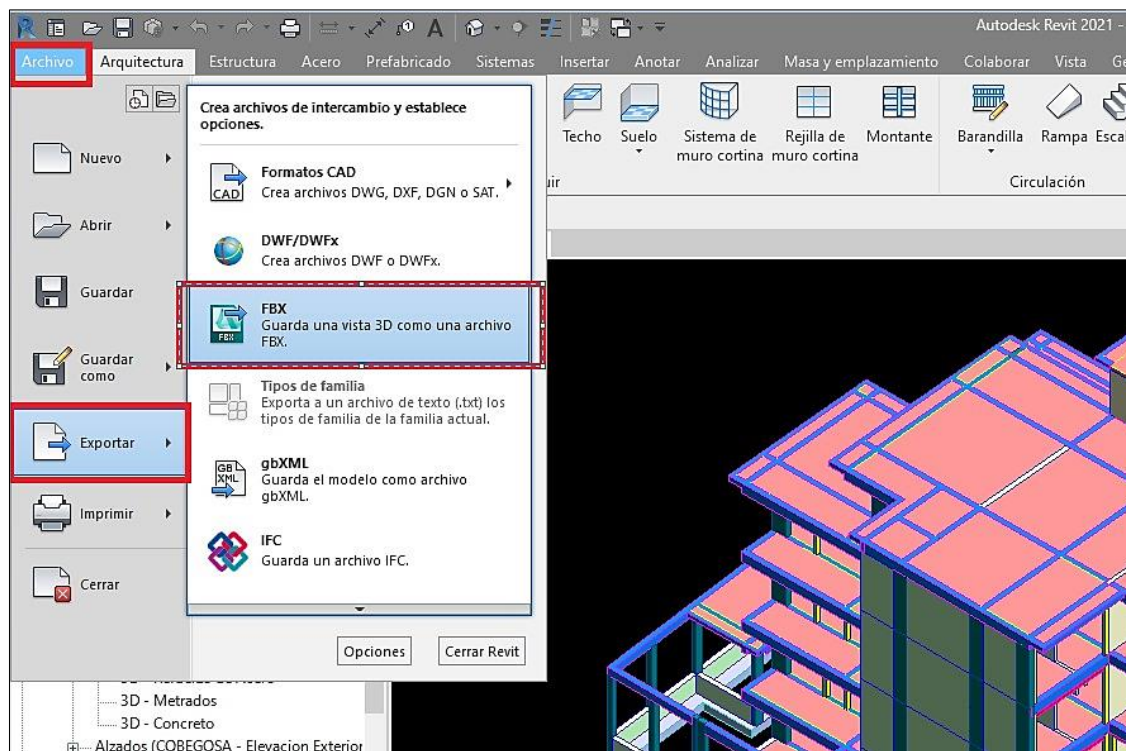 Autodesk Revit 2021 -
Archivo Arquitectura Estructura Acero Prefabricado Sistemas Insertar Anotar Analizar Masa y emplazamiento Colaborar Vista Ge
Crea archivos de intercambio y establece
opciones.
Nuevo
Abrir
Guardar
Guardar
como
Exportar
Imprimir
Cerrar
CAD
Formatos CAD
Crea archivos DWG, DXF, DGN o SAT.
DWF/DWFx
Crea archivos DWF o DWFx.
FBX
FBX
Guarda una vista 3D como una archivo
FBX.
Tipos de familia
Exporta a un archivo de texto (.txt) los
tipos de familia de la familia actual.
GB
XML
gbXML
Guarda el modelo como archivo
gbXML.
IFC
Guarda un archivo IFC.
Opciones Cerrar Revit
Techo Suelo Sistema de
muro cortina Rejilla de
muro cortina Montante Barandilla Rampa Escal
uir Circulación
3D - Metrados
3D - Concreto
Alzados (COBEGOSA - Elevacion Exterior